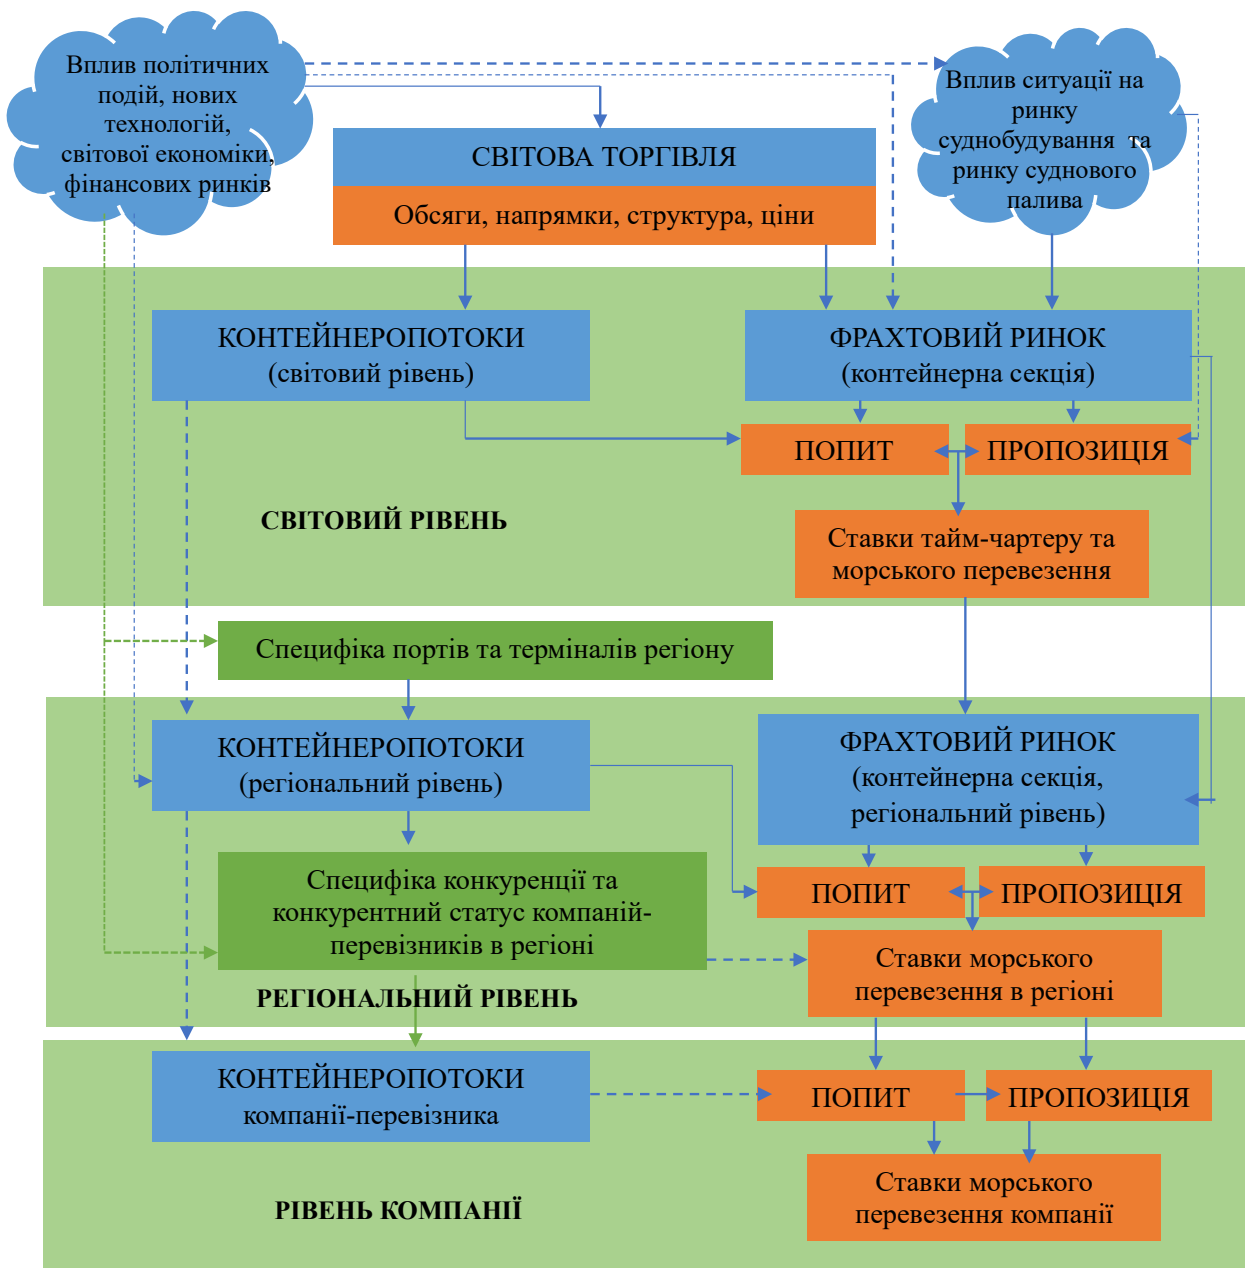 Вплив політичних
подій, нових
технологій,
світової економіки,
фінансових ринків
Вплив ситуації на
ринку
суднобудування та
ринку суднового
палива
СВІТОВА ТОРГІВЛЯ
Обсяги, напрямки, структура, ціни
КОНТЕЙНЕРОПОТОКИ
(світовий рівень)
ФРАХТОВИЙ РИНОК
(контейнерна секція)
ПОПИТ
ПРОПОЗИЦІЯ
СВІТОВИЙ РІВЕНЬ
Ставки тайм-чартеру та
морського перевезення
Специфіка портів та терміналів регіону
КОНТЕЙНЕРОПОТОКИ
(регіональний рівень)
ФРАХТОВИЙ РИНОК
(контейнерна секція,
регіональний рівень)
Специфіка конкуренції та
конкурентний статус компаній-
перевізників в регіоні
ПОПИТ
ПРОПОЗИЦІЯ
Ставки морського
перевезення в регіоні
РЕГІОНАЛЬНИЙ РІВЕНЬ
КОНТЕЙНЕРОПОТОКИ
компанії-перевізника
ПОПИТ
ПРОПОЗИЦІЯ
Ставки морського
перевезення компанії
РІВЕНЬ КОМПАНІЇ